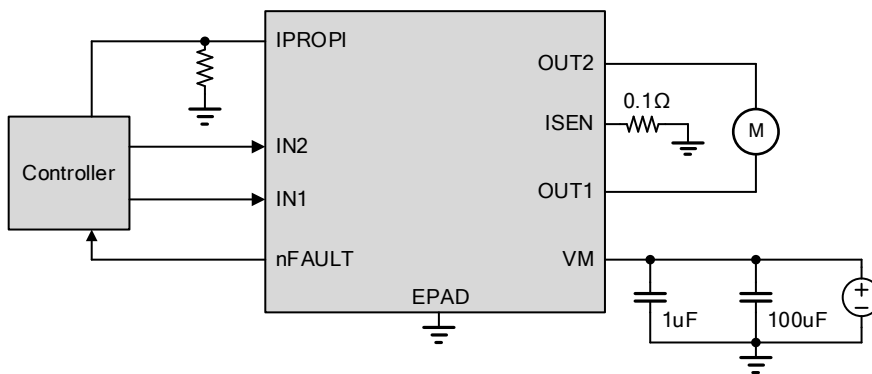 IPROPI
OUT2
0.1Ω
ISEN
M
IN2
Controller
IN1
OUT1
nFAULT
VM
EPAD
1uF
100uF
+
−